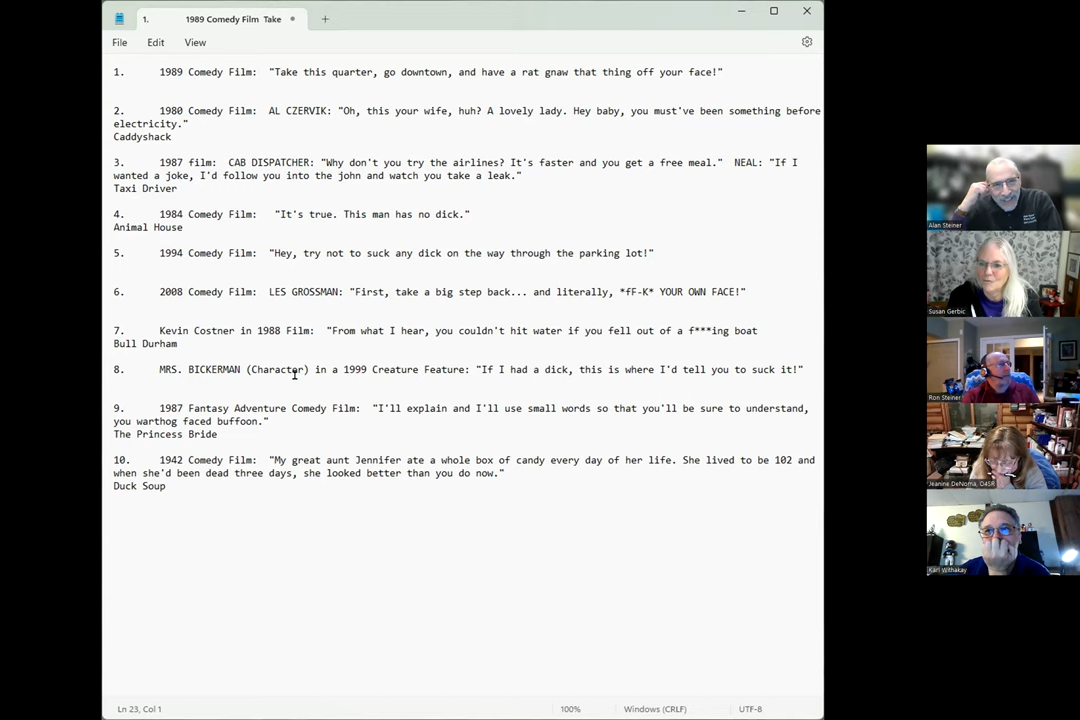 1. 1989 Comedy Film Take
File Edit View
1. 1989 Comedy Film: "Take this quarter, go downtown, and have a rat gnaw that thing off your face!"
2. 1980 Comedy Film: AL CZERVIK: "Oh, this your wife, huh? A lovely lady. Hey baby, you must've been something before
electricity."
Caddyshack
3. 1987 film: CAB DISPATCHER: "Why don't you try the airlines? It's faster and you get a free meal." NEAL: "If I
wanted a joke, I'd follow you into the john and watch you take a leak."
Taxi Driver
4. 1984 Comedy Film: "It's true. This man has no dick."
Animal House
5. 1994 Comedy Film: "Hey, try not to suck any dick on the way through the parking lot!"
6. 2008 Comedy Film: LES GROSSMAN: "First, take a big step back... and literally, *fF-K* YOUR OWN FACE!"
7. Kevin Costner in 1988 Film: "From what I hear, you couldn't hit water if you fell out of a f***ing boat
Bull Durham
8. MRS. BICKERMAN (Character) in a 1999 Creature Feature: "If I had a dick, this is where I'd tell you to suck it!"
9. 1987 Fantasy Adventure Comedy Film: "I'll explain and I'll use small words so that you'll be sure to understand,
you warthog faced buffoon."
The Princess Bride
10. 1942 Comedy Film: "My great aunt Jennifer ate a whole box of candy every day of her life. She lived to be 102 and
when she'd been dead three days, she looked better than you do now."
Duck Soup
Ln 23, Col 1 100% Windows (CRLF) UTF-8
Alan Steiner
Susan Gerbic
Ron Steiner
Jeanine DeNoma, O4SR
Karl Withakay